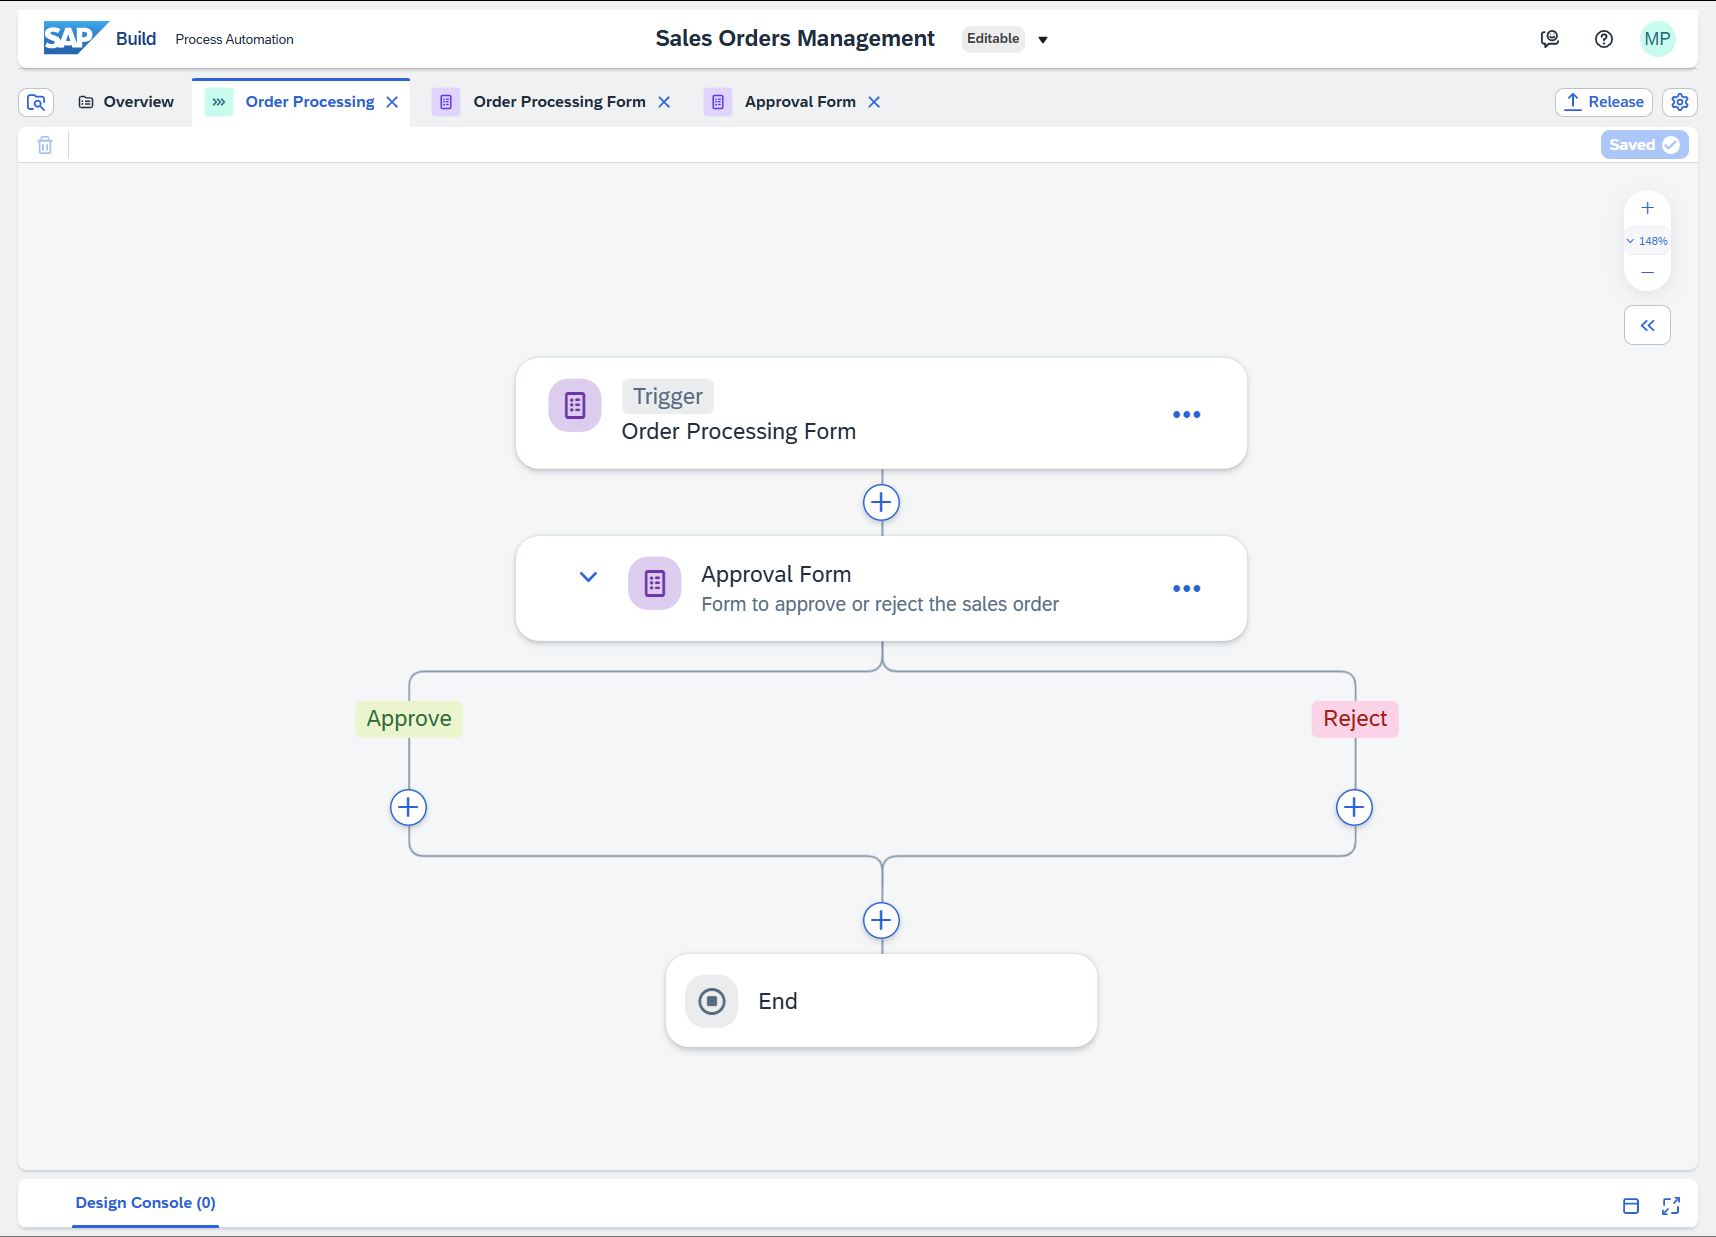 SAP Build Process Automation
Sales Orders Management Editable
MP
Overview
Order Processing
Order Processing Form
Approval Form
Release
Saved
148%
Trigger
Order Processing Form
Approval Form
Form to approve or reject the sales order
Approve
Reject
End
Design Console (0)